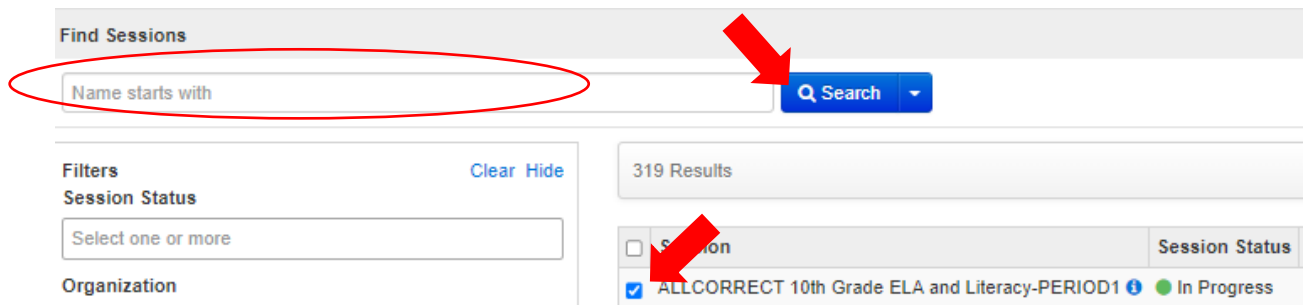 Find Sessions
Name starts with
Search
Filters Clear Hide
Session Status
Select one or more
Organization
319 Results
Session Session Status
ALLCORRECT 10th Grade ELA and Literacy-PERIOD1 In Progress